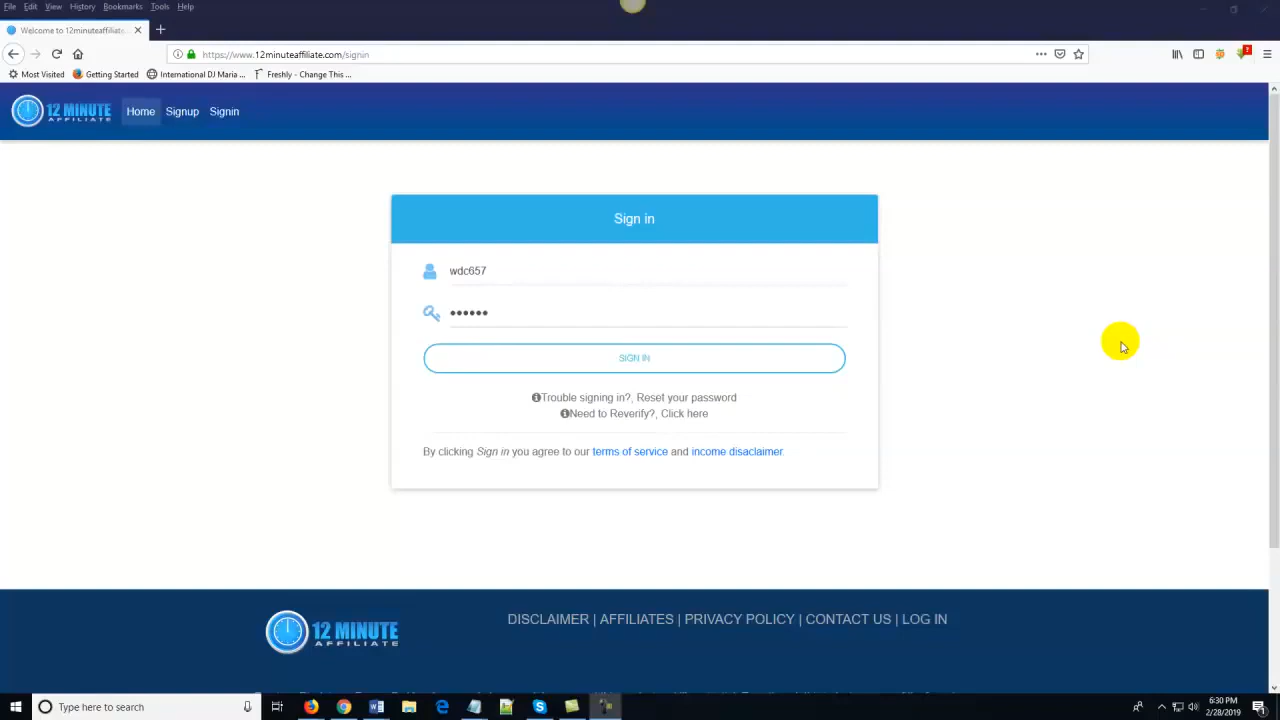 File Edit View History Bookmarks Tools Help
Welcome to 12minuteaffiliate
https://www.12minuteaffiliate.com/signin
Most Visited Getting Started International DJ Maria ... Freshly - Change This ...
12 MINUTE AFFILIATE Home Signup Signin
Sign in
wdc657
••••••
SIGN IN
Trouble signing in?, Reset your password
Need to Reverify?, Click here
By clicking Sign in you agree to our terms of service and income disaclaimer.
12 MINUTE AFFILIATE
DISCLAIMER | AFFILIATES | PRIVACY POLICY | CONTACT US | LOG IN
Type here to search
6:30 PM
2/28/2019